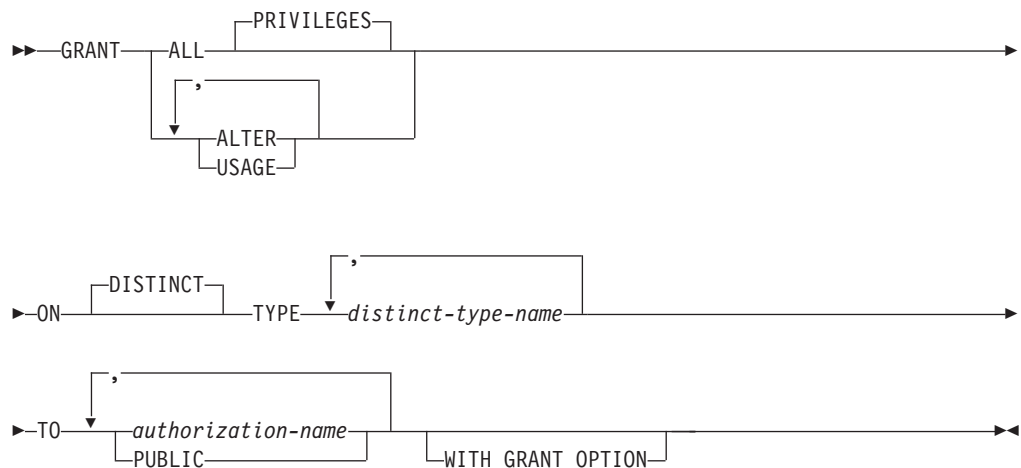 PRIVILEGES
GRANT ALL
,
ALTER
USAGE
,
DISTINCT
ON TYPE distinct-type-name
,
TO authorization-name
PUBLIC WITH GRANT OPTION